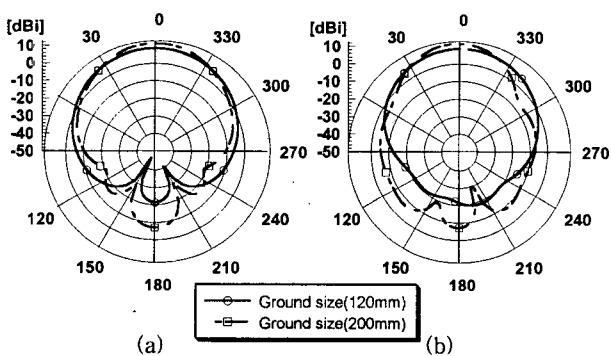 [dBi] 0 [dBi] 0
10 30 330 10 30 330
0 0
-10 300 -10 300
-20 -20
-30 -30
-40 -40
-50 270 -50 270
120 240 120 240
150 210 150 210
180 180
Ground size(120mm)
Ground size(200mm)
(a) (b)